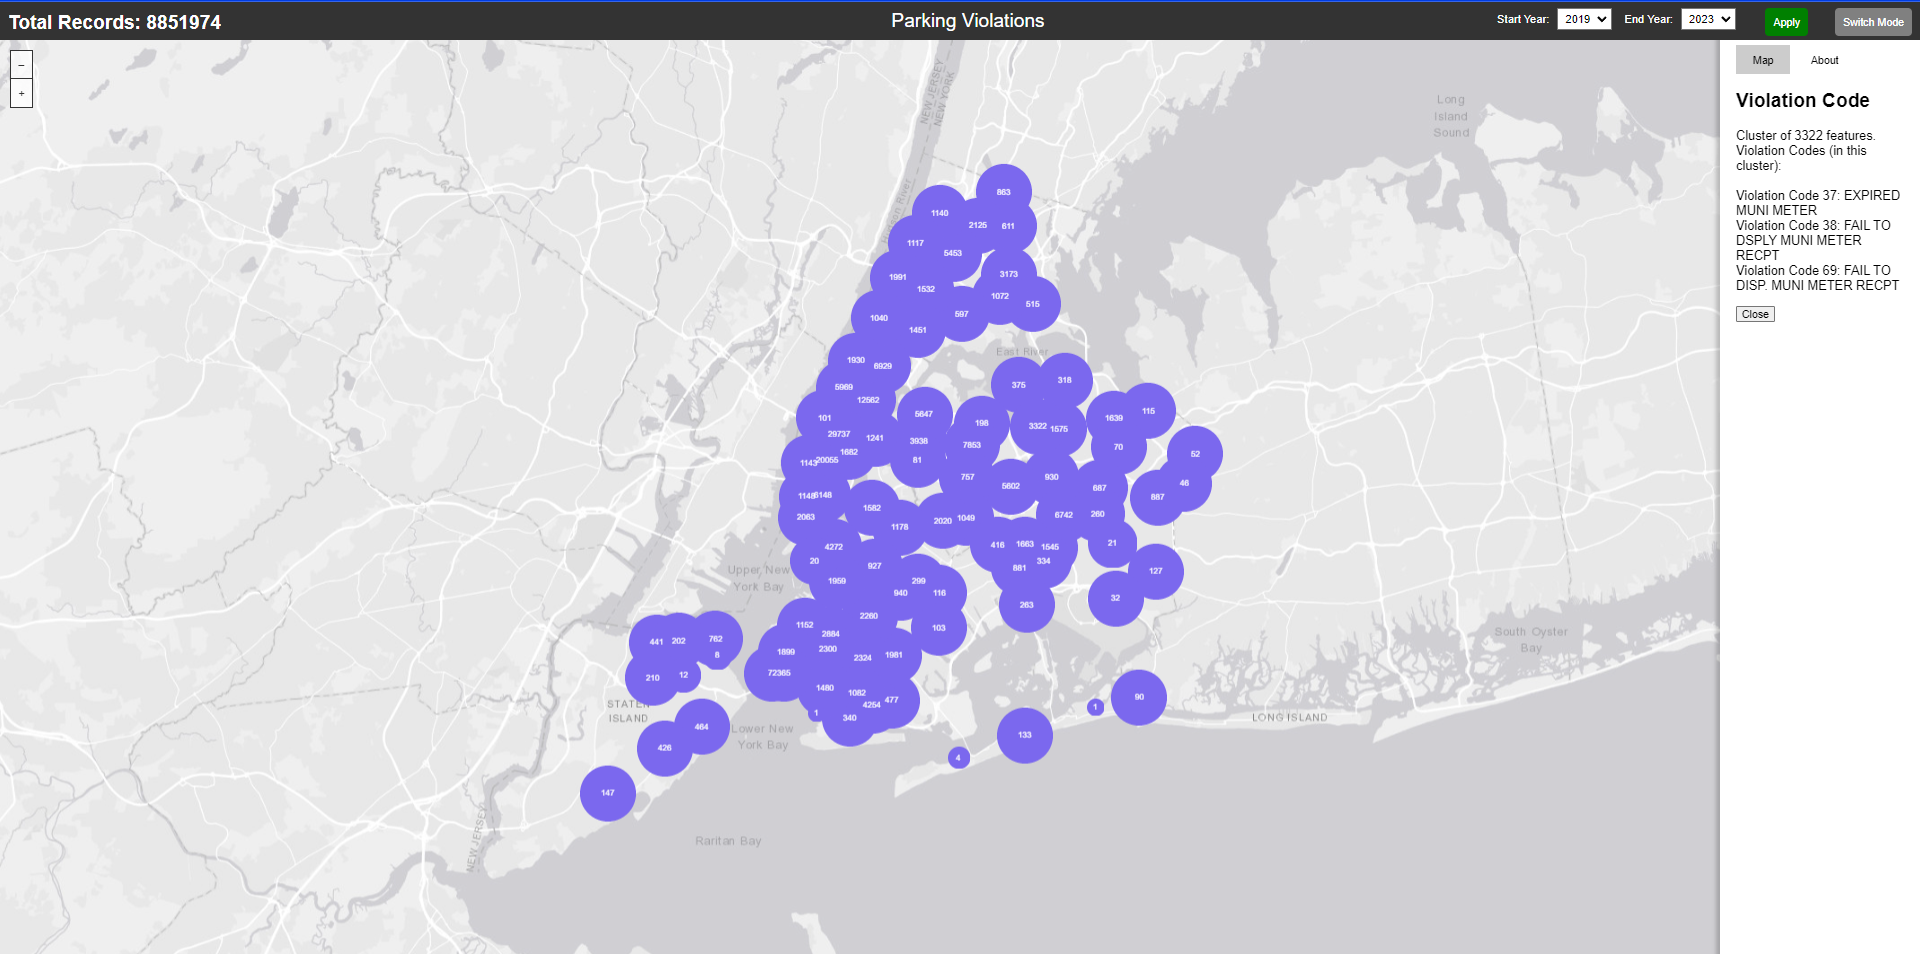 Total Records: 8851974
Parking Violations
Start Year: 2019 End Year: 2023 Apply Switch Mode
−
+
Map About
Violation Code
Cluster of 3322 features.
Violation Codes (in this
cluster):
Violation Code 37: EXPIRED
MUNI METER
Violation Code 38: FAIL TO
DSPLY MUNI METER
RECPT
Violation Code 69: FAIL TO
DISP. MUNI METER RECPT
Close
NEW JERSEY
NEW YORK
Long
Island
Sound
Hudson River
863
1140
2125
611
1117
5453
1991
3173
1532
1072
515
1040
597
1451
East River
1930
6929
375
318
5969
12562
101
5647
115
198
1639
29737
1241
3938
3322
1575
7853
70
1682
1143
20055
81
52
757
930
46
5602
687
1148
6148
887
1582
2063
2020
1049
6742
260
1178
4272
416
1663
1545
21
20
927
334
881
127
Upper New
York Bay
1959
299
940
116
32
263
2260
1152
103
2884
441
202
762
8
1899
2300
2324
1981
South Oyster
Bay
210
12
72365
1480
1082
477
4254
90
1
1
340
STATEN
ISLAND
LONG ISLAND
464
Lower New
York Bay
426
133
4
147
NEW JERSEY
Raritan Bay